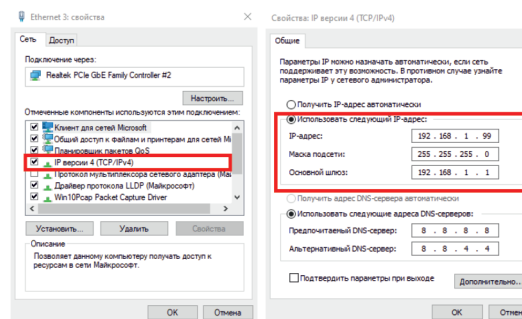 Ethernet 3: свойства
Сеть
Доступ
Подключение через:
Realtek PCIe GbE Family Controller #2
Настроить...
Отмеченные компоненты используются этим подключением:
Клиент для сетей Microsoft
Общий доступ к файлам и принтерам для сетей Mi
Планировщик пакетов QoS
IP версии 4 (TCP/IPv4)
Протокол мультиплексора сетевого адаптера (Ma
Драйвер протокола LLDP (Майкрософт)
Win10Pcap Packet Capture Driver
Установить...
Удалить
Свойства
Описание
Позволяет данному компьютеру получать доступ к
ресурсам в сети Майкрософт.
OK
Отмена
Свойства: IP версии 4 (TCP/IPv4)
Общие
Параметры IP можно назначать автоматически, если сеть
поддерживает эту возможность. В противном случае узнайте
параметры IP у сетевого администратора.
Получить IP-адрес автоматически
Использовать следующий IP-адрес:
IP-адрес:
192 . 168 . 1 . 99
Маска подсети:
255 . 255 . 255 . 0
Основной шлюз:
192 . 168 . 1 . 1
Получить адрес DNS-сервера автоматически
Использовать следующие адреса DNS-серверов:
Предпочитаемый DNS-сервер:
8 . 8 . 8 . 8
Альтернативный DNS-сервер:
8 . 8 . 4 . 4
Подтвердить параметры при выходе
Дополнительно...
OK
Отмен